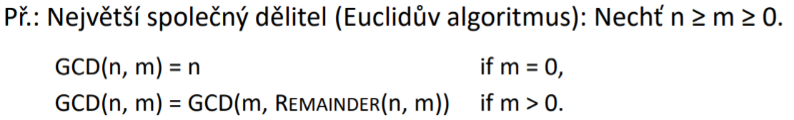 Př.: Největší společný dělitel (Euclidův algoritmus): Nechť n ≥ m ≥ 0.
GCD(n, m) = n if m = 0,
GCD(n, m) = GCD(m, REMAINDER(n, m)) if m > 0.